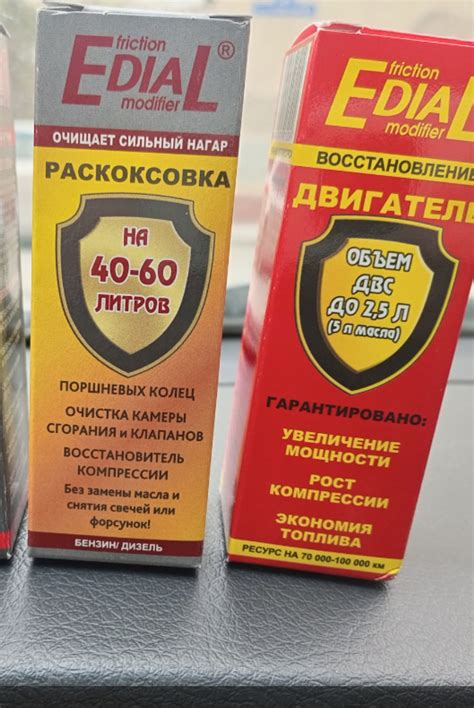 friction
EDIAL®
modifier
ОЧИЩАЕТ СИЛЬНЫЙ НАГАР
РАСКОКСОВКА
НА
40-60
ЛИТРОВ
ПОРШНЕВЫХ КОЛЕЦ
ОЧИСТКА КАМЕРЫ
СГОРАНИЯ и КЛАПАНОВ
ВОССТАНОВИТЕЛЬ
КОМПРЕССИИ
Без замены масла и
снятия свечей или
форсунок!
БЕНЗИН/ ДИЗЕЛЬ
friction
EDIAL
modifier
ВОССТАНОВЛЕНИЕ
ДВИГАТЕЛЬ
ОБЪЕМ
ДВС
ДО 2,5 Л
(5 л масла)
ГАРАНТИРОВАНО:
УВЕЛИЧЕНИЕ
МОЩНОСТИ
РОСТ
КОМПРЕССИИ
ЭКОНОМИЯ
ТОПЛИВА
РЕСУРС НА 70 000-100 000 км